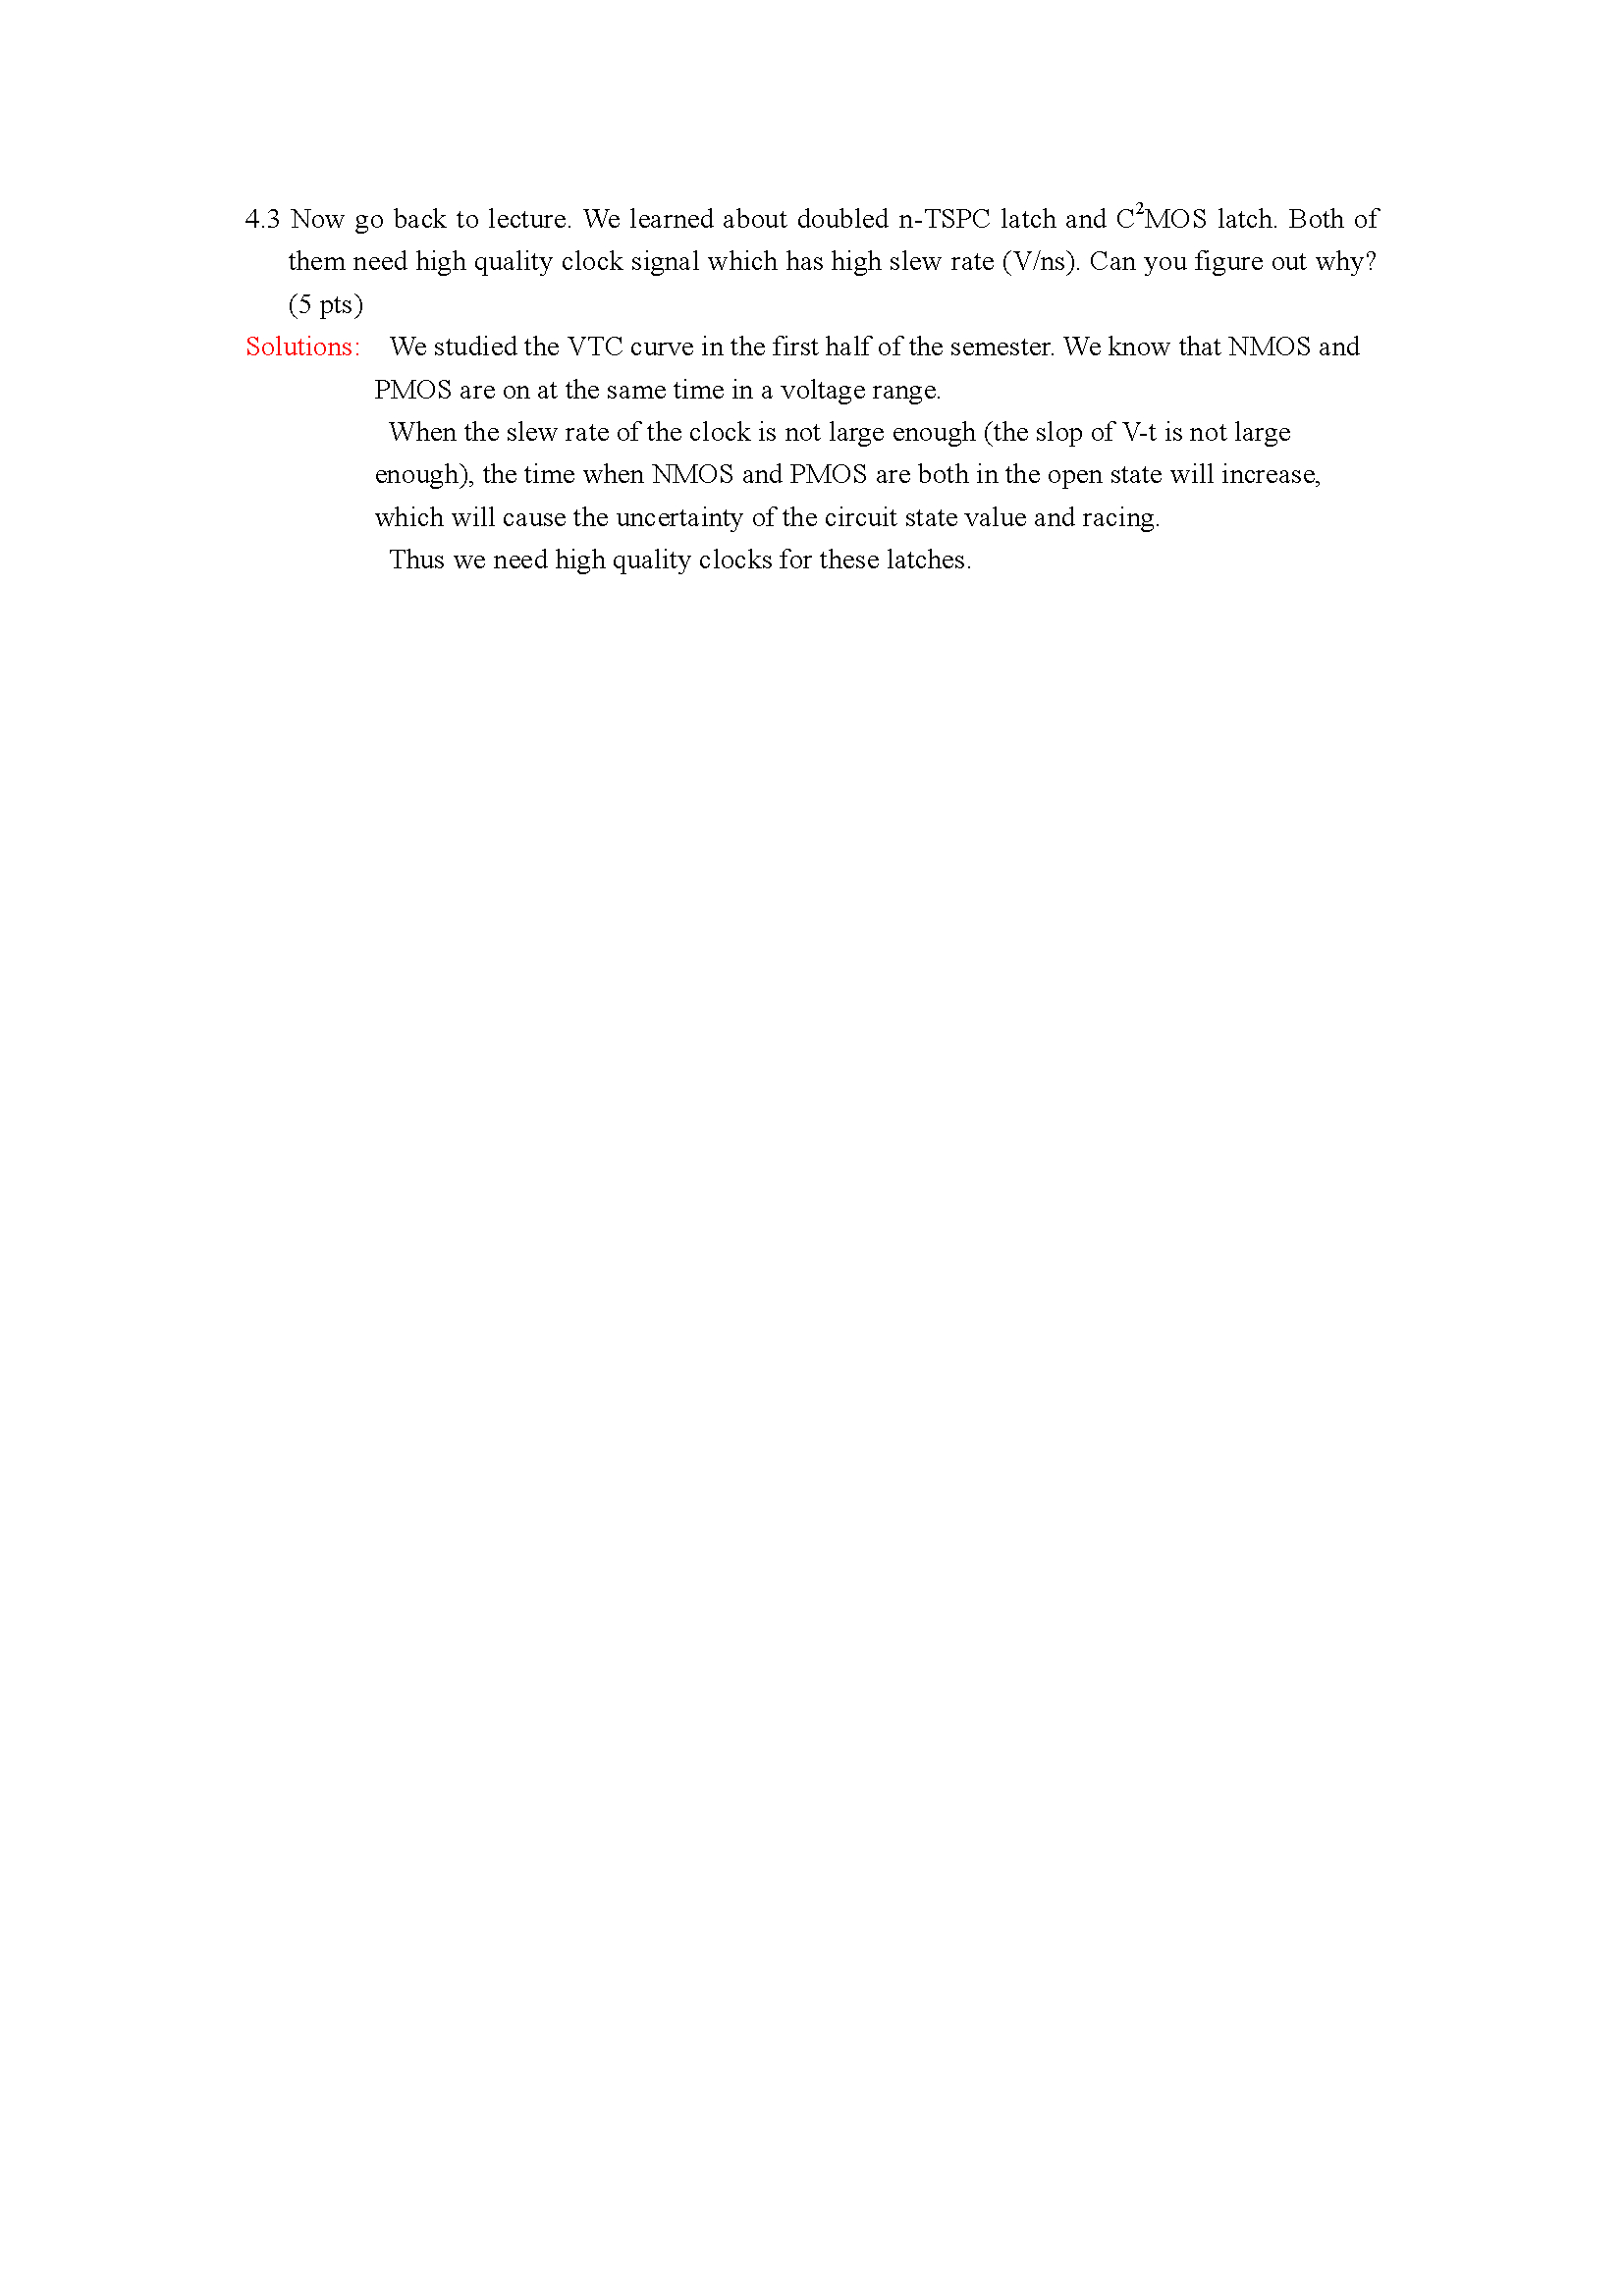 4.3 Now go back to lecture. We learned about doubled n-TSPC latch and C²MOS latch. Both of
them need high quality clock signal which has high slew rate (V/ns). Can you figure out why?
(5 pts)
Solutions: We studied the VTC curve in the first half of the semester. We know that NMOS and
PMOS are on at the same time in a voltage range.
When the slew rate of the clock is not large enough (the slop of V-t is not large
enough), the time when NMOS and PMOS are both in the open state will increase,
which will cause the uncertainty of the circuit state value and racing.
Thus we need high quality clocks for these latches.